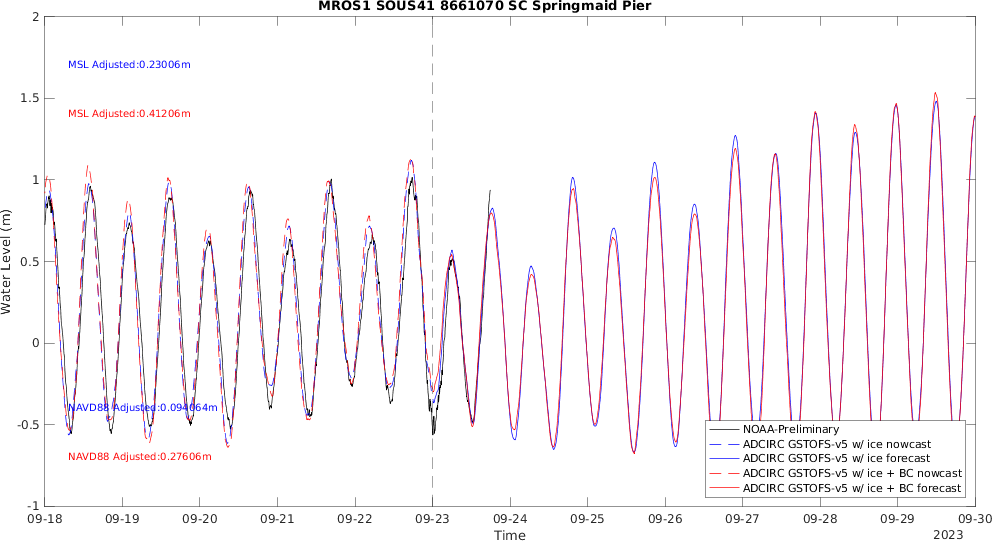 MROS1 SOUS41 8661070 SC Springmaid Pier
Water Level (m)
2
1.5
1
0.5
0
-0.5
-1
MSL Adjusted:0.23006m
MSL Adjusted:0.41206m
NAVD88 Adjusted:0.094064m
NAVD88 Adjusted:0.27606m
NOAA-Preliminary
ADCIRC GSTOFS-v5 w/ ice nowcast
ADCIRC GSTOFS-v5 w/ ice forecast
ADCIRC GSTOFS-v5 w/ ice + BC nowcast
ADCIRC GSTOFS-v5 w/ ice + BC forecast
09-18 09-19 09-20 09-21 09-22 09-23 09-24 09-25 09-26 09-27 09-28 09-29 09-30
Time
2023